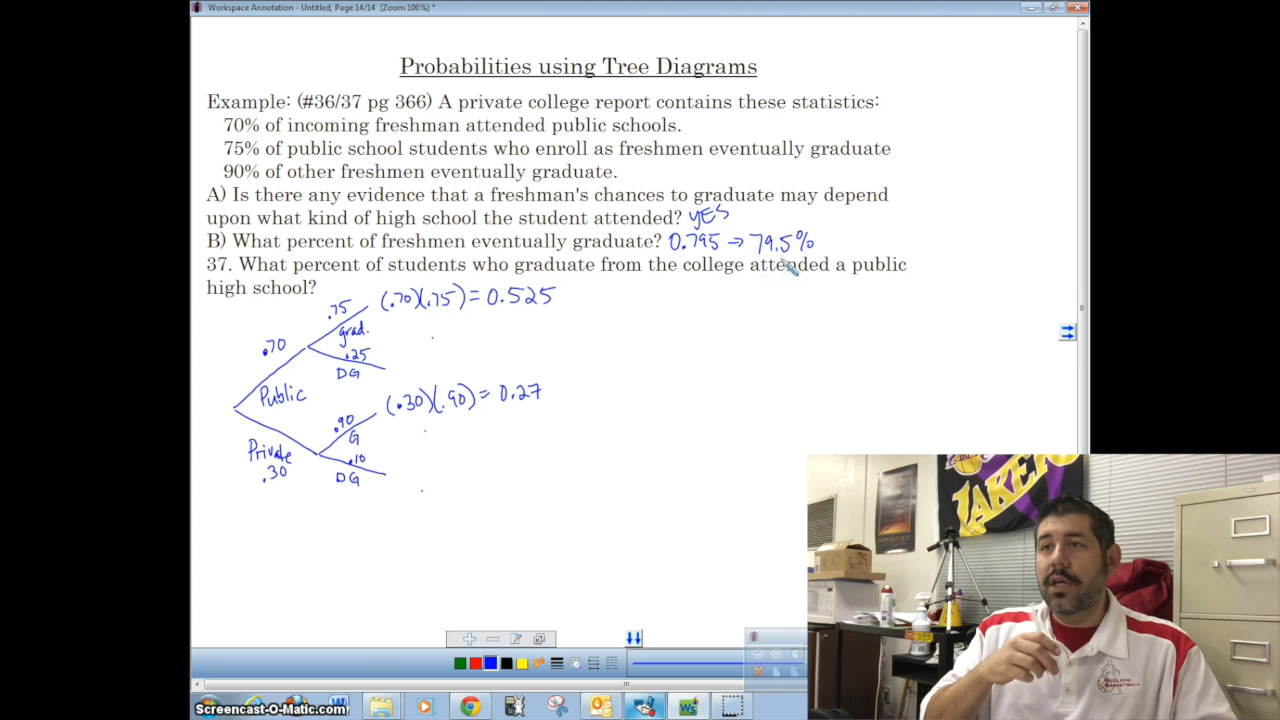 Workspace Annotation - Untitled, Page 14/14 (Zoom 100%) *
Probabilities using Tree Diagrams
Example: (#36/37 pg 366) A private college report contains these statistics:
70% of incoming freshman attended public schools.
75% of public school students who enroll as freshmen eventually graduate
90% of other freshmen eventually graduate.
A) Is there any evidence that a freshman's chances to graduate may depend
upon what kind of high school the student attended? YES
B) What percent of freshmen eventually graduate? 0.795 → 79.5%
37. What percent of students who graduate from the college attended a public
high school?
.75 (.70)(.75) = 0.525
grad.
.70
.25
DG
Public
(.30)(.90) = 0.27
.90
G
Private
.10
.30
DG
LAKERS
OPPORTUNITY
BASKETBALL
Screencast-O-Matic.com